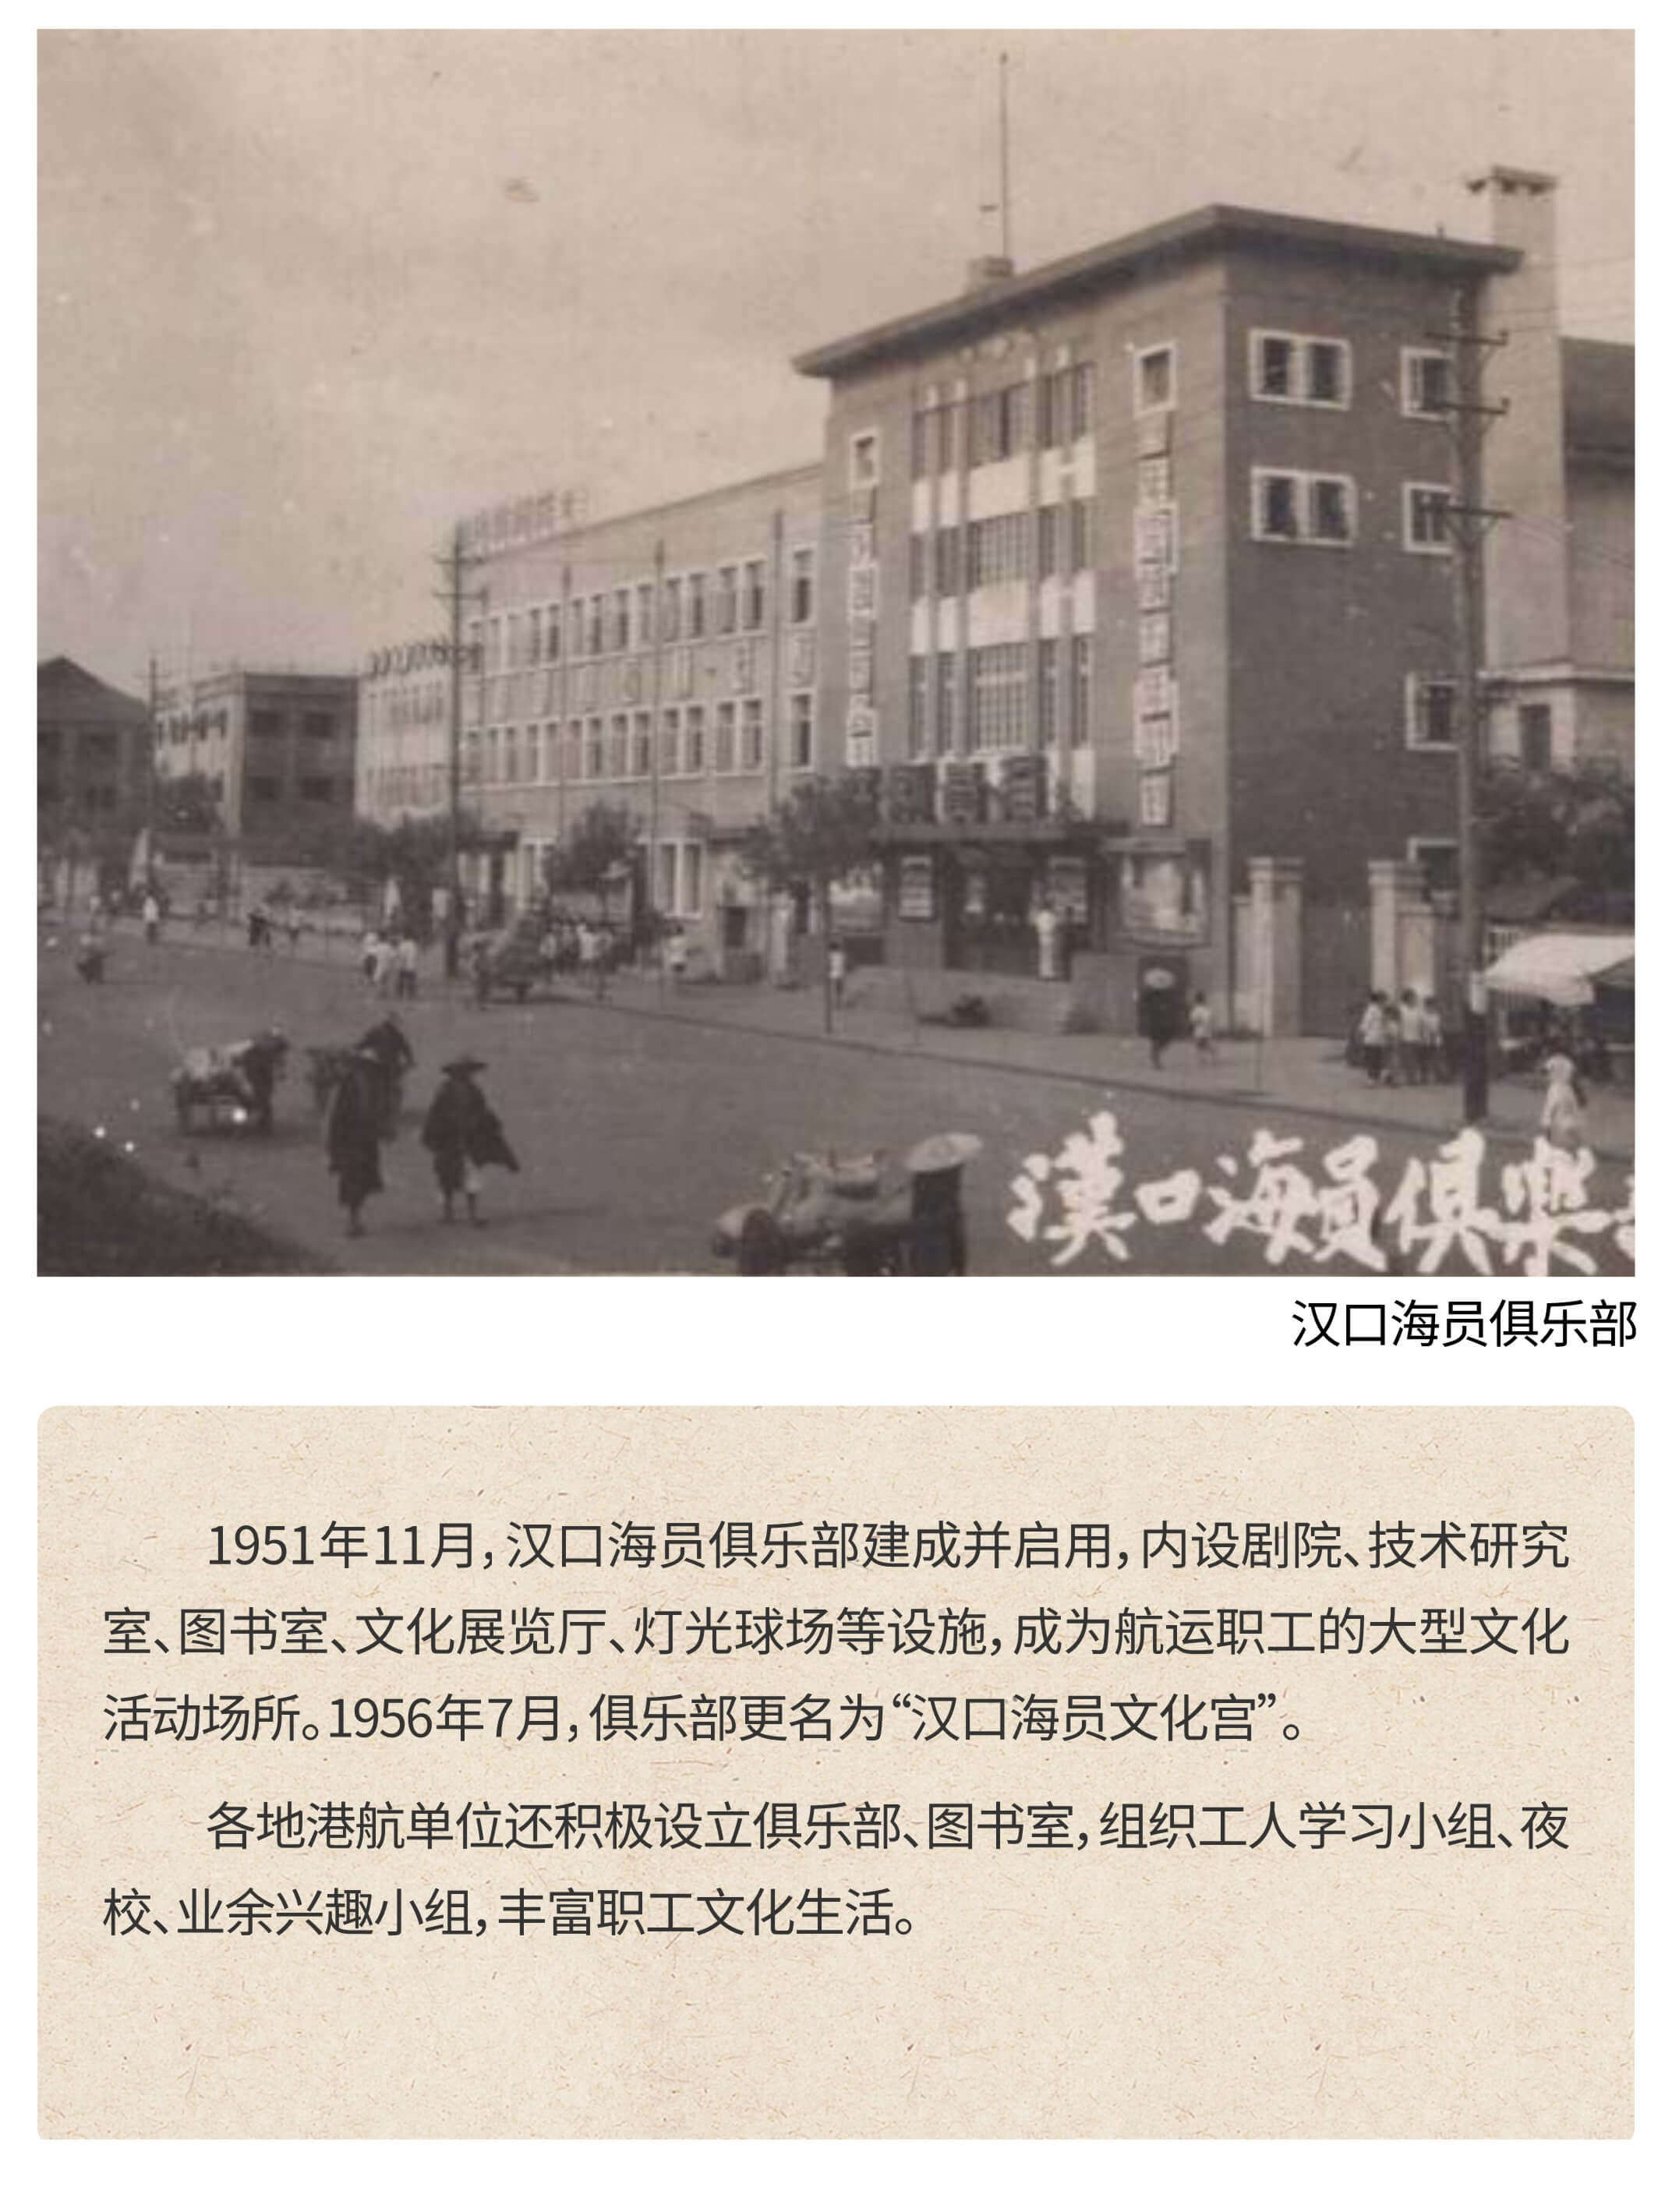 漢口海員俱樂
汉口海员俱乐部
1951年11月，汉口海员俱乐部建成并启用，内设剧院、技术研究
室、图书室、文化展览厅、灯光球场等设施，成为航运职工的大型文化
活动场所。1956年7月，俱乐部更名为“汉口海员文化宫”。
各地港航单位还积极设立俱乐部、图书室，组织工人学习小组、夜
校、业余兴趣小组，丰富职工文化生活。